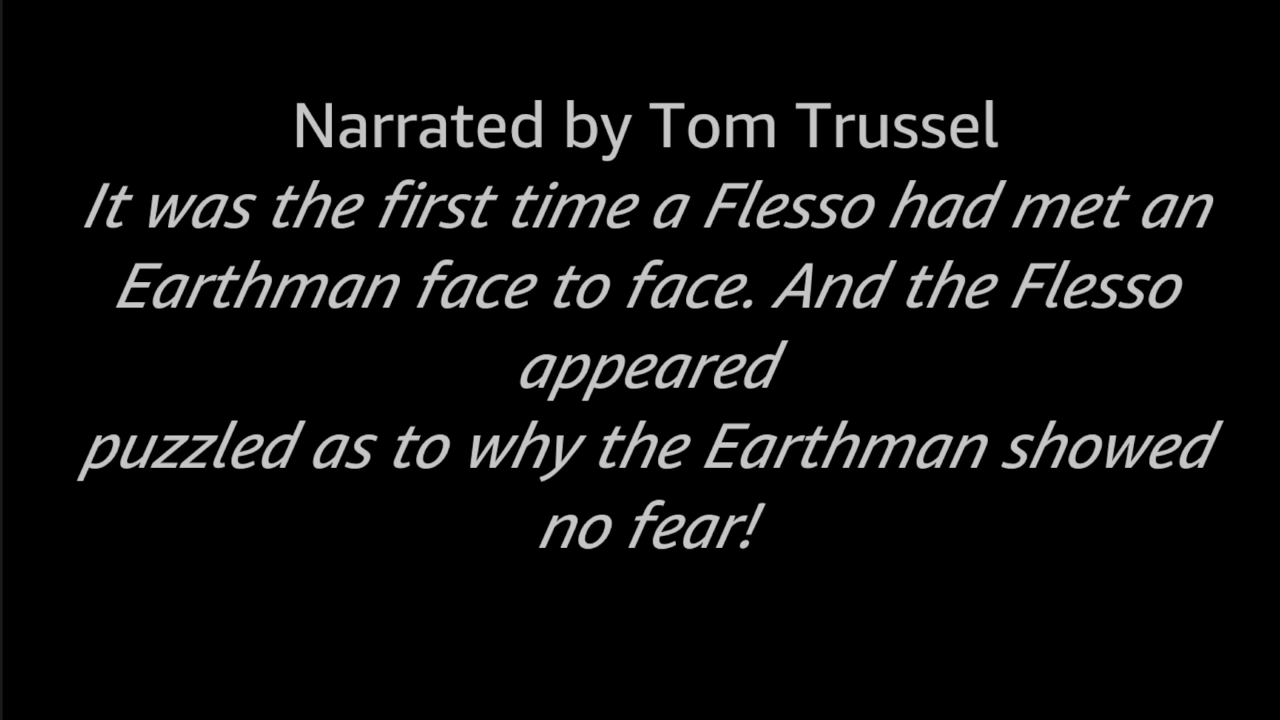 Narrated by Tom Trussel
It was the first time a Flesso had met an
Earthman face to face. And the Flesso
appeared
puzzled as to why the Earthman showed
no fear!